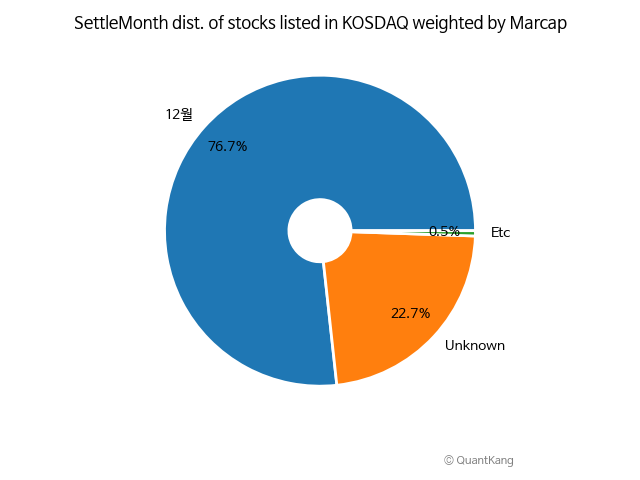 SettleMonth dist. of stocks listed in KOSDAQ weighted by Marcap
12월
76.7%
0.5%
Etc
22.7%
Unknown
© QuantKang